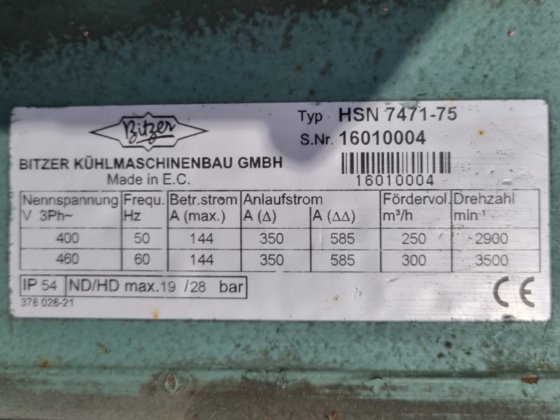 Bitzer
Typ HSN 7471-75
S.Nr. 16010004
BITZER KÜHLMASCHINENBAU GMBH
Made in E.C.
16010004
Nennspannung Frequ. Betr.strom Anlaufstrom Fördervol. Drehzahl
V 3Ph~ Hz A (max.) A (Δ) A (ΔΔ) m³/h min⁻¹
400 50 144 350 585 250 2900
460 60 144 350 585 300 3500
IP 54 ND/HD max. 19 / 28 bar
378 026-21
CE